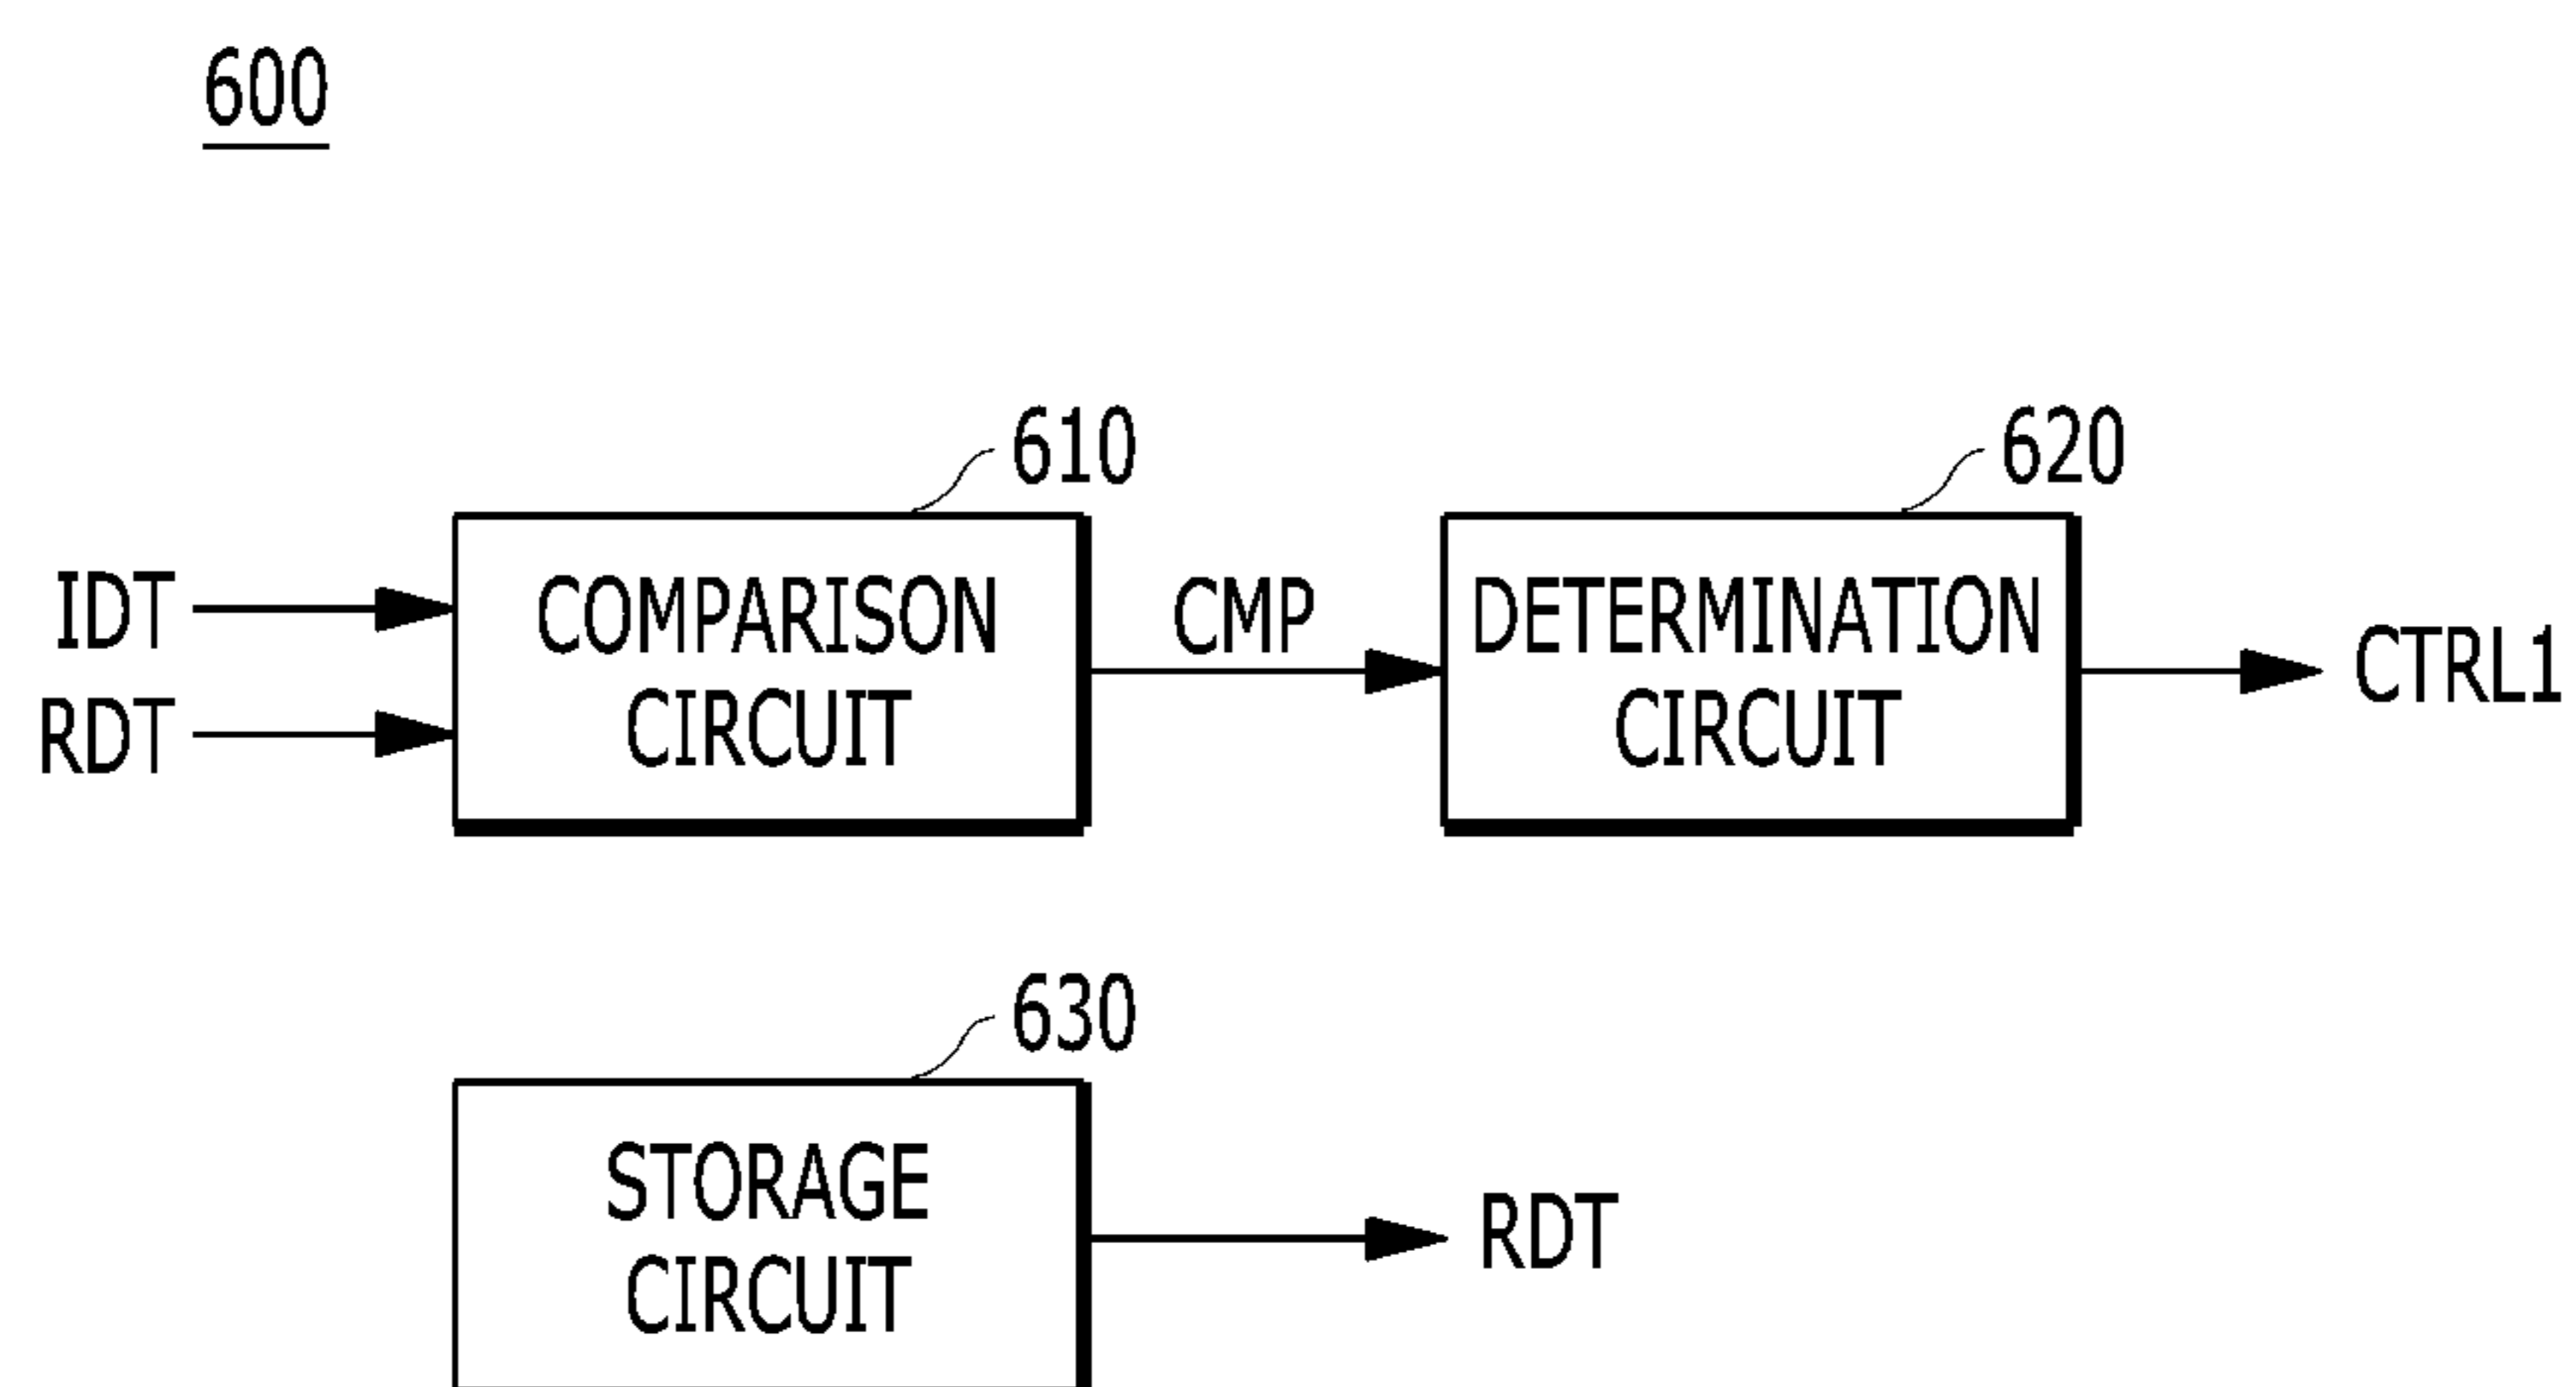 600
610
620
IDT
RDT
COMPARISON
CIRCUIT
CMP
DETERMINATION
CIRCUIT
CTRL1
630
STORAGE
CIRCUIT
RDT